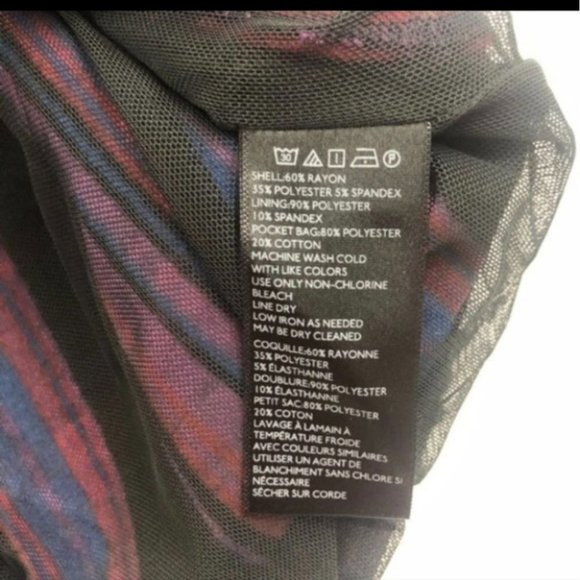 30 P
SHELL:60% RAYON
35% POLYESTER 5% SPANDEX
LINING:90% POLYESTER
10% SPANDEX
POCKET BAG:80% POLYESTER
20% COTTON
MACHINE WASH COLD
WITH LIKE COLORS
USE ONLY NON-CHLORINE
BLEACH
LINE DRY
LOW IRON AS NEEDED
MAY BE DRY CLEANED
COQUILLE:60% RAYONNE
35% POLYESTER
5% ÉLASTHANNE
DOUBLURE:90% POLYESTER
10% ÉLASTHANNE
PETIT SAC:80% POLYESTER
20% COTON
LAVAGE À LAMAIN À
TEMPÉRATURE FROIDE
AVEC COULEURS SIMILAIRES
UTILISER UN AGENT DE
BLANCHIMENT SANS CHLORE SI
NÉCESSAIRE
SÉCHER SUR CORDE